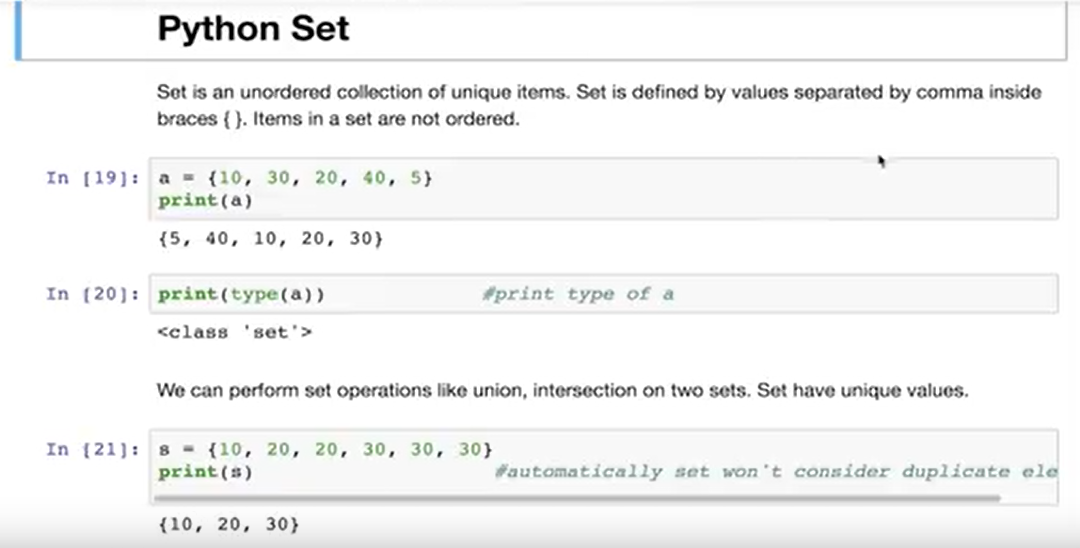 Python Set
Set is an unordered collection of unique items. Set is defined by values separated by comma inside
braces { }. Items in a set are not ordered.
In [19]: a = {10, 30, 20, 40, 5}
print(a)
{5, 40, 10, 20, 30}
In [20]: print(type(a)) #print type of a
<class 'set'>
We can perform set operations like union, intersection on two sets. Set have unique values.
In [21]: s = {10, 20, 20, 30, 30, 30}
print(s) #automatically set won't consider duplicate ele
{10, 20, 30}